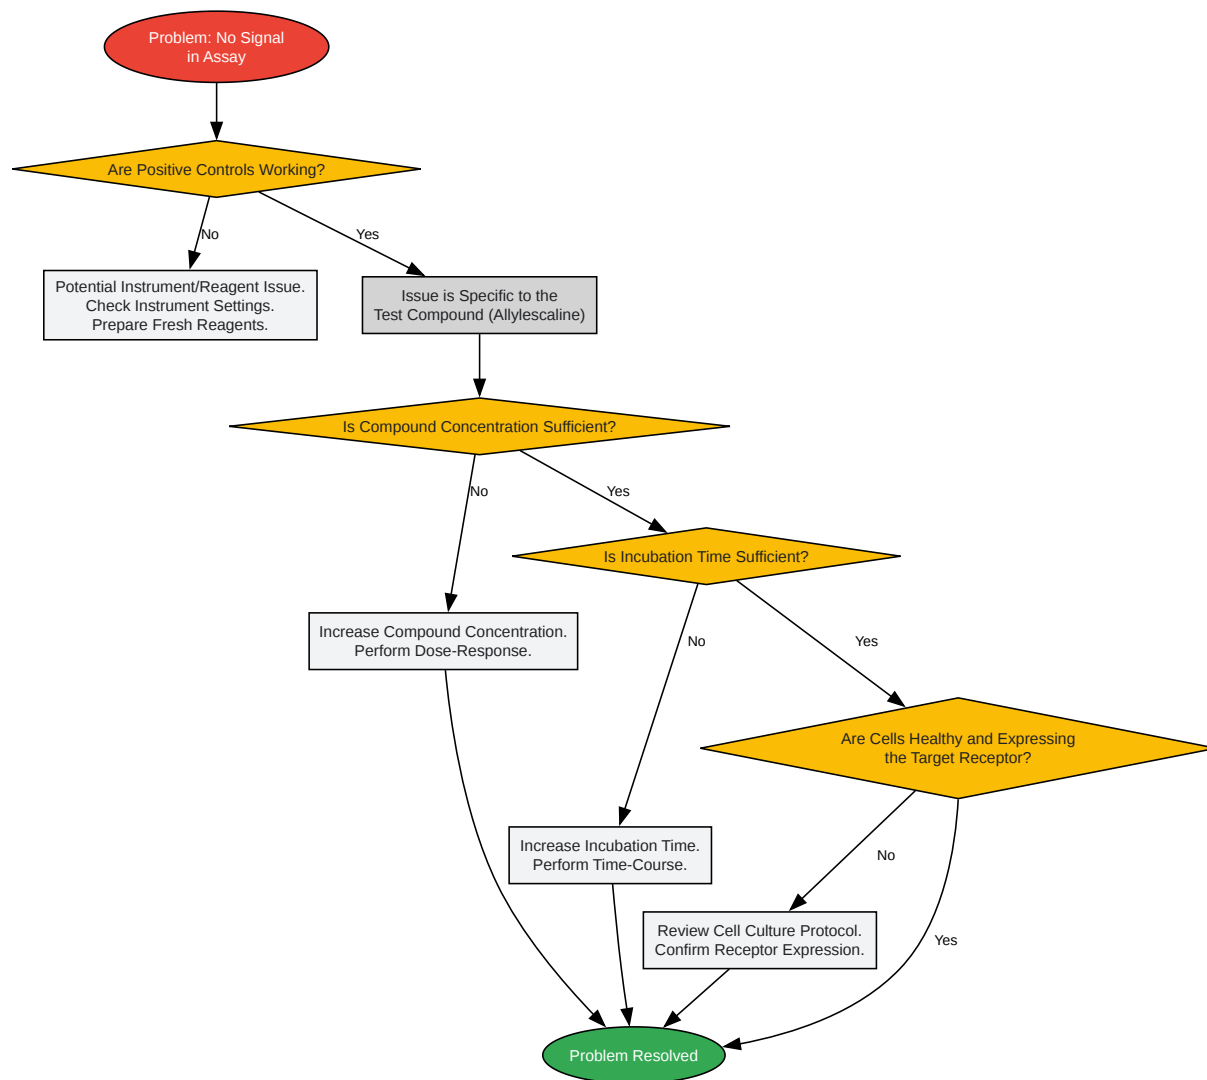 Problem: No Signal
in Assay
Are Positive Controls Working?
No
Yes
Potential Instrument/Reagent Issue.
Check Instrument Settings.
Prepare Fresh Reagents.
Issue is Specific to the
Test Compound (Allylescaline)
Is Compound Concentration Sufficient?
No
Yes
Is Incubation Time Sufficient?
Increase Compound Concentration.
Perform Dose-Response.
No
Yes
Are Cells Healthy and Expressing
the Target Receptor?
Increase Incubation Time.
Perform Time-Course.
No
Review Cell Culture Protocol.
Confirm Receptor Expression.
Yes
Problem Resolved